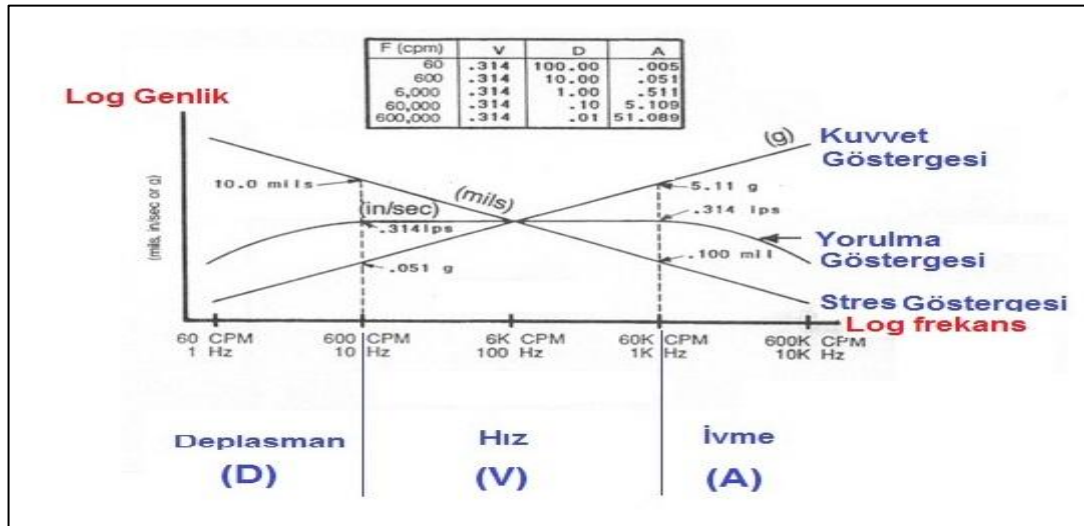 F (cpm) V D A
60 .314 100.00 .005
600 .314 10.00 .051
6,000 .314 1.00 .511
60,000 .314 .10 5.109
600,000 .314 .01 51.089
Log Genlik
(mils, in/sec or g)
(g)
Kuvvet
Göstergesi
10.0 mils
(mils)
5.11 g
(in/sec)
.314 ips
.314ips
Yorulma
Göstergesi
.051 g
.100 mil
Stres Göstergesi
Log frekans
60 CPM 600 CPM 6K CPM 60K CPM 600K CPM
1 Hz 10 Hz 100 Hz 1K Hz 10K Hz
Deplasman Hız İvme
(D) (V) (A)